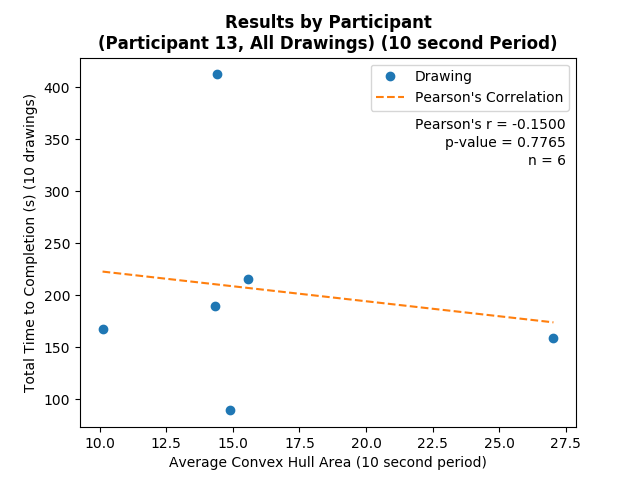 Results by Participant
(Participant 13, All Drawings) (10 second Period)
Drawing
Pearson's Correlation
Pearson's r = -0.1500
p-value = 0.7765
n = 6
Total Time to Completion (s) (10 drawings)
400
350
300
250
200
150
100
10.0 12.5 15.0 17.5 20.0 22.5 25.0 27.5
Average Convex Hull Area (10 second period)